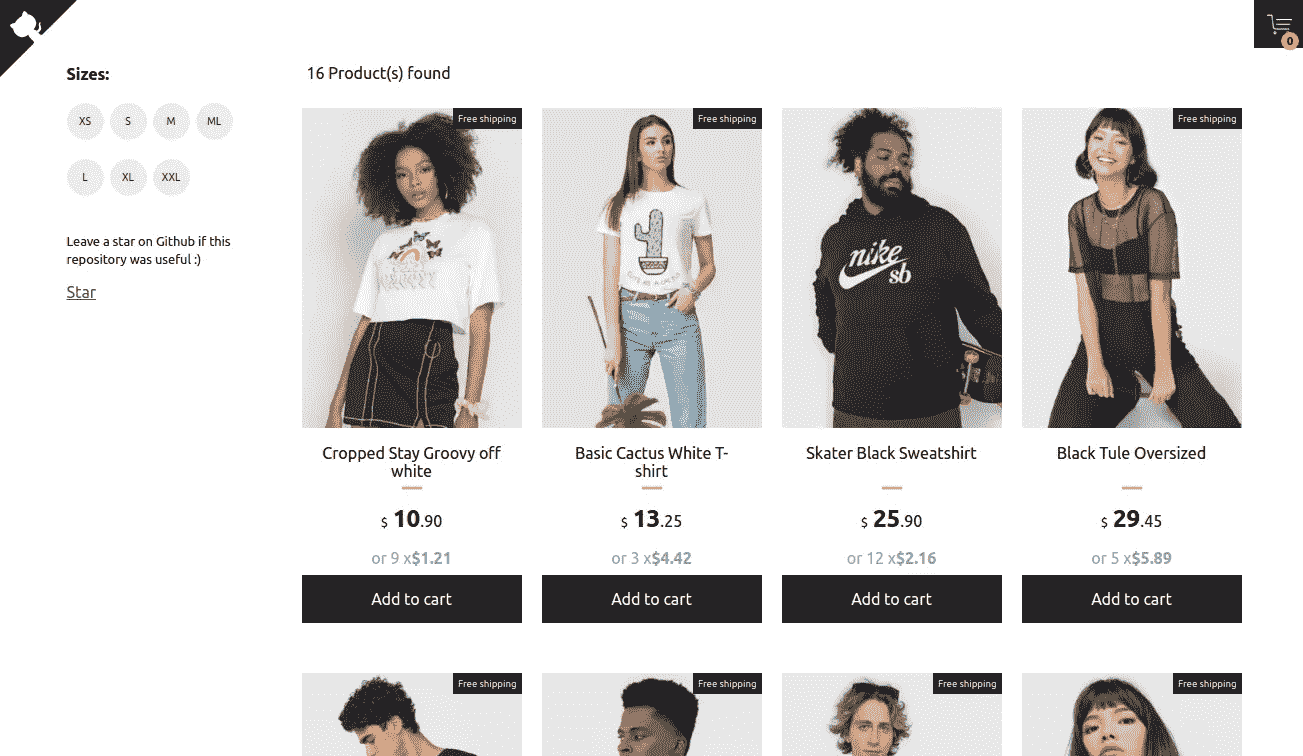 0
Sizes:
XS S M ML
L XL XXL
Leave a star on Github if this
repository was useful :)
Star
16 Product(s) found
Free shipping
Free shipping
Free shipping
nike
sb
Cropped Stay Groovy off
white
$ 10.90
or 9 x$1.21
Add to cart
Basic Cactus White T-
shirt
$ 13.25
or 3 x$4.42
Add to cart
Skater Black Sweatshirt
$ 25.90
or 12 x$2.16
Add to cart
Black Tule Oversized
$ 29.45
or 5 x$5.89
Add to cart
Free shipping
Free shipping
Free shipping
Free shipping